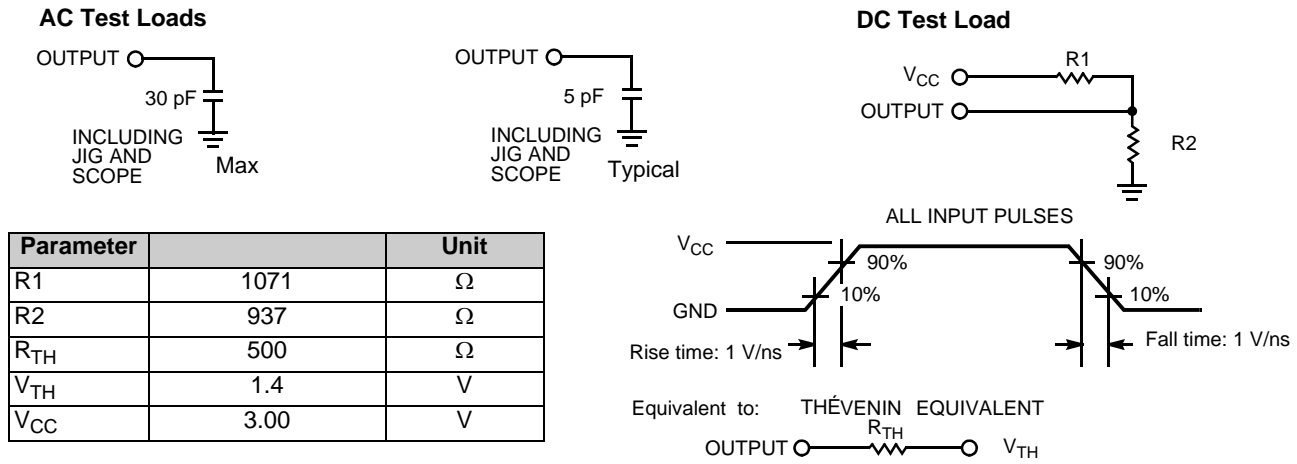 AC Test Loads
OUTPUT
30 pF
INCLUDING
JIG AND
SCOPE
Max
OUTPUT
5 pF
INCLUDING
JIG AND
SCOPE
Typical
DC Test Load
R1
VCC
OUTPUT
R2
ALL INPUT PULSES
VCC
90%
90%
10%
10%
GND
Rise time: 1 V/ns
Fall time: 1 V/ns
Equivalent to: THÉVENIN EQUIVALENT
RTH
OUTPUT VTH
Parameter Unit
R1 1071 Ω
R2 937 Ω
RTH 500 Ω
VTH 1.4 V
VCC 3.00 V